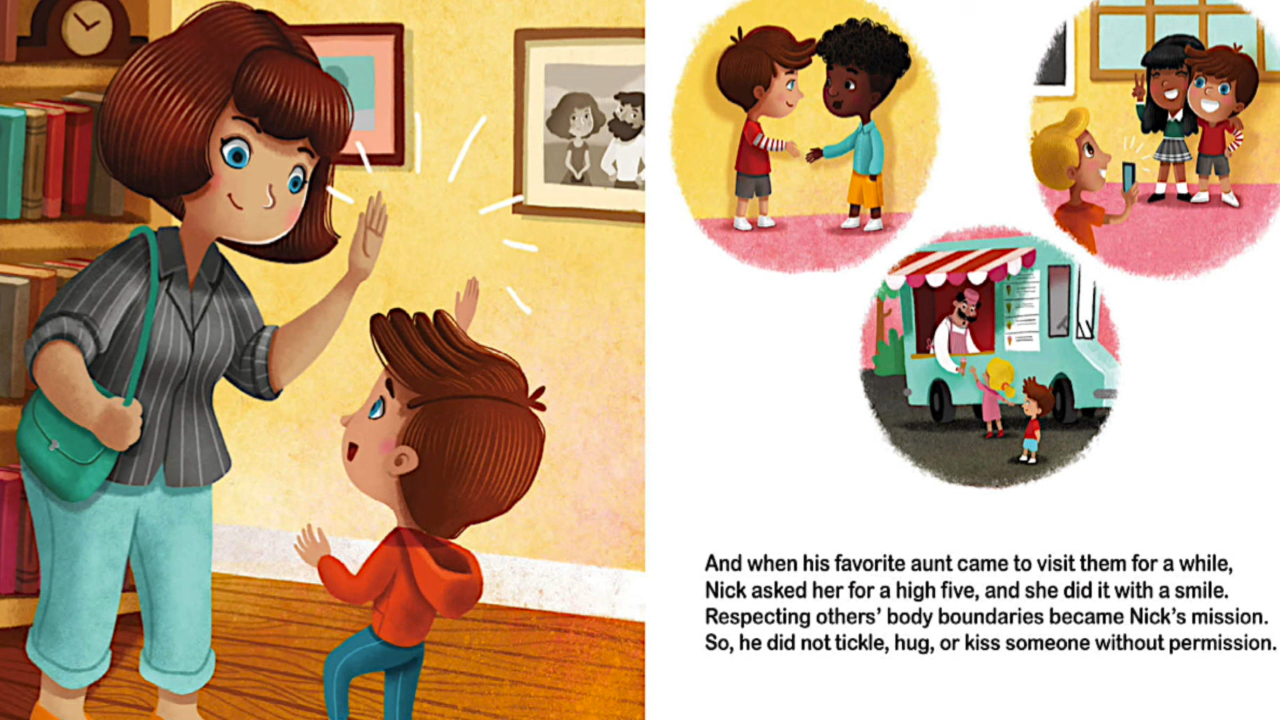 And when his favorite aunt came to visit them for a while,
Nick asked her for a high five, and she did it with a smile.
Respecting others’ body boundaries became Nick’s mission.
So, he did not tickle, hug, or kiss someone without permission.